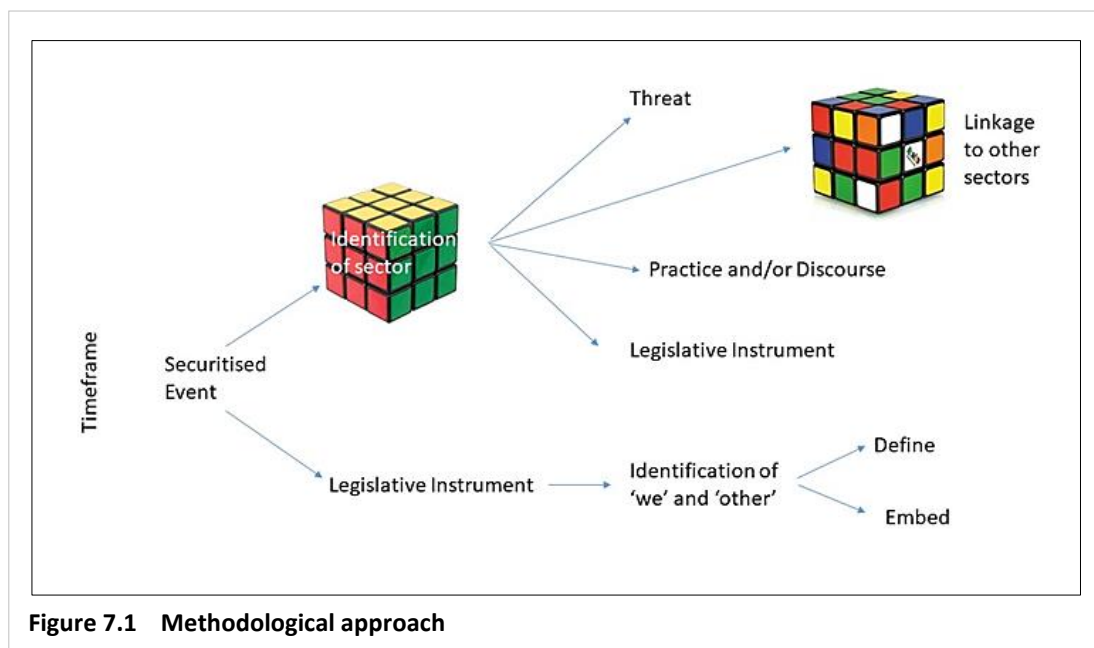 Threat
Linkage
to other
sectors
Identification
of sector
Practice and/or Discourse
Legislative Instrument
Timeframe
Securitised
Event
Legislative Instrument
Identification of
‘we’ and ‘other’
Define
Embed
Figure 7.1 Methodological approach